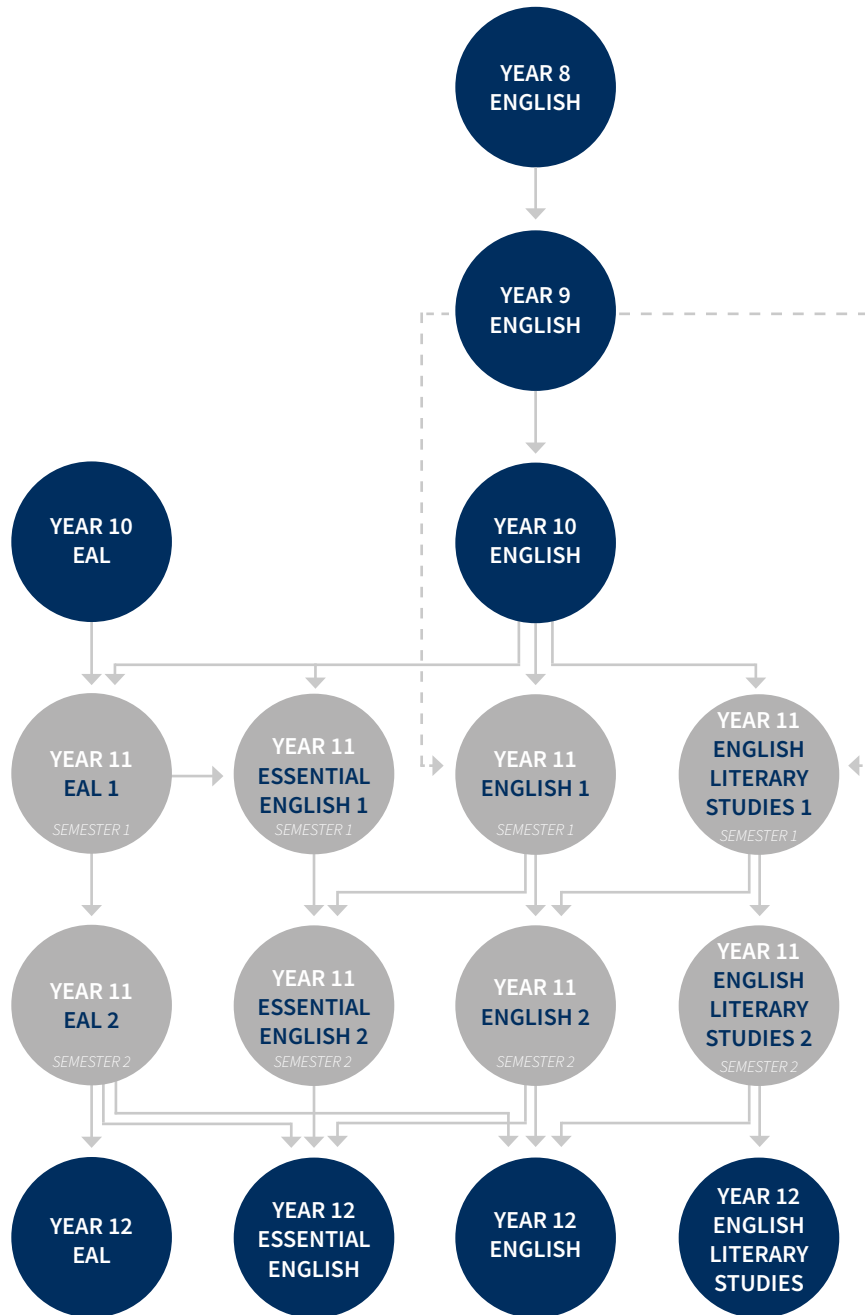 YEAR 8
ENGLISH
YEAR 9
ENGLISH
YEAR 10
EAL
YEAR 10
ENGLISH
YEAR 11
EAL 1
SEMESTER 1
YEAR 11
ESSENTIAL
ENGLISH 1
SEMESTER 1
YEAR 11
ENGLISH 1
SEMESTER 1
YEAR 11
ENGLISH
LITERARY
STUDIES 1
SEMESTER 1
YEAR 11
EAL 2
SEMESTER 2
YEAR 11
ESSENTIAL
ENGLISH 2
SEMESTER 2
YEAR 11
ENGLISH 2
SEMESTER 2
YEAR 11
ENGLISH
LITERARY
STUDIES 2
SEMESTER 2
YEAR 12
EAL
YEAR 12
ESSENTIAL
ENGLISH
YEAR 12
ENGLISH
YEAR 12
ENGLISH
LITERARY
STUDIES